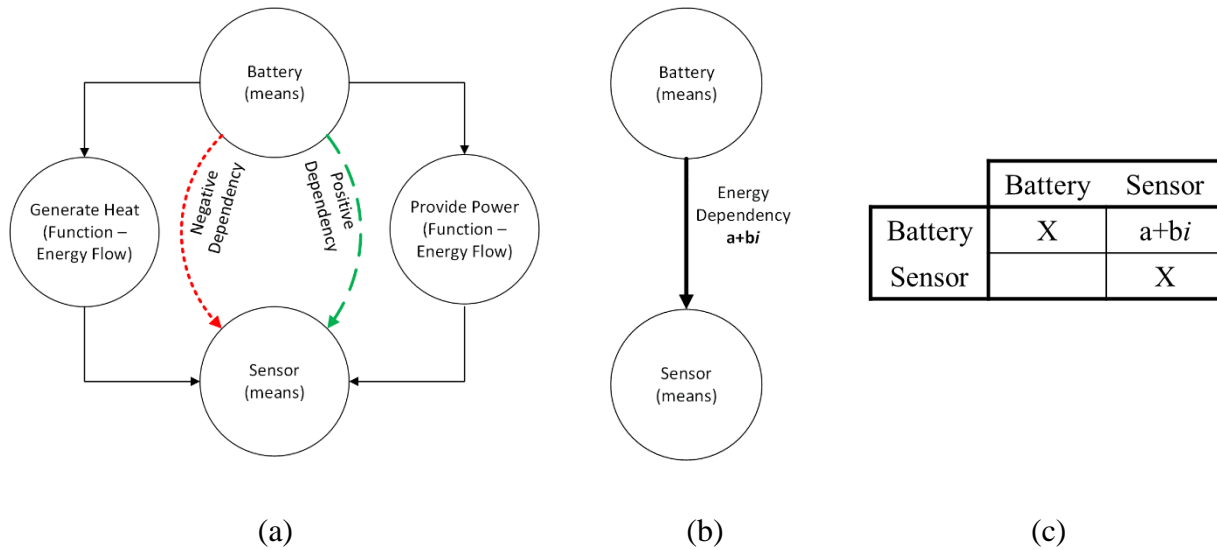 Battery
(means)
Generate Heat
(Function –
Energy Flow)
Negative
Dependency
Positive
Dependency
Provide Power
(Function –
Energy Flow)
Sensor
(means)
(a)
Battery
(means)
Energy
Dependency
a+bi
Sensor
(means)
(b)
Battery Sensor
Battery X a+bi
Sensor X
(c)